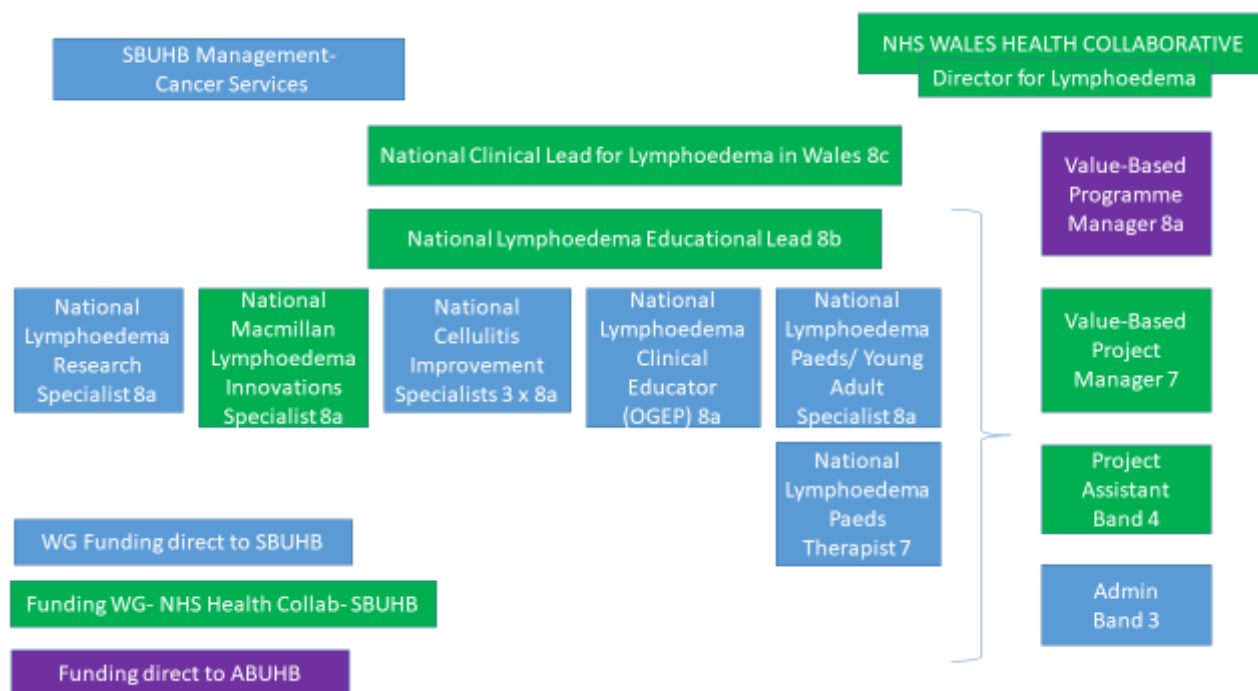 SBUHB Management-
Cancer Services
NHS WALES HEALTH COLLABORATIVE
Director for Lymphoedema
National Clinical Lead for Lymphoedema in Wales 8c
National Lymphoedema Educational Lead 8b
Value-Based
Programme
Manager 8a
National
Lymphoedema
Research
Specialist 8a
National
Macmillan
Lymphoedema
Innovations
Specialist 8a
National
Cellulitis
Improvement
Specialists 3 x 8a
National
Lymphoedema
Clinical
Educator
(OGEP) 8a
National
Lymphoedema
Paeds/ Young
Adult
Specialist 8a
Value-Based
Project
Manager 7
National
Lymphoedema
Paeds
Therapist 7
Project
Assistant
Band 4
Admin
Band 3
WG Funding direct to SBUHB
Funding WG- NHS Health Collab- SBUHB
Funding direct to ABUHB